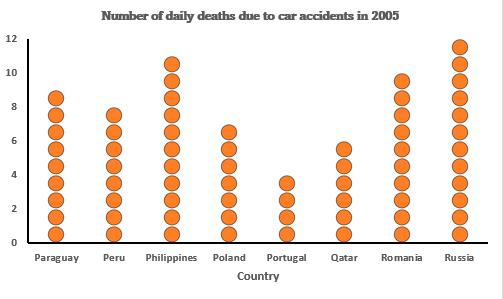 Number of daily deaths due to car accidents in 2005
12
10
8
6
4
2
0
Paraguay Peru Philippines Poland Portugal Qatar Romania Russia
Country